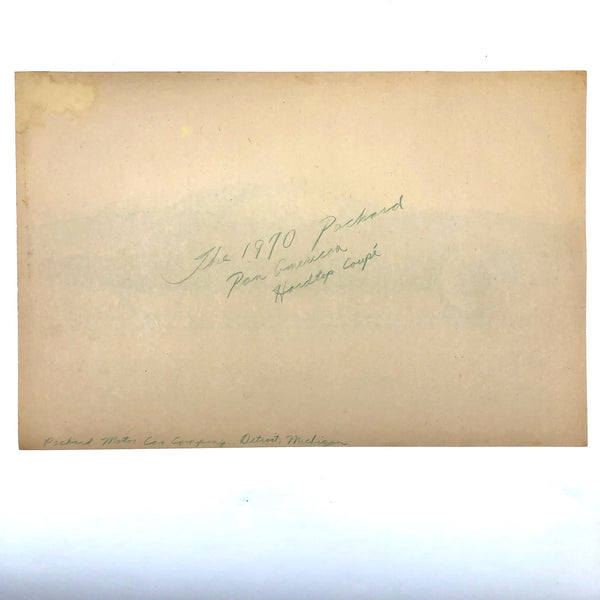 The 1970 Packard
Pan American
Hardtop Coupé
Packard Motor Car Company. Detroit, Michigan